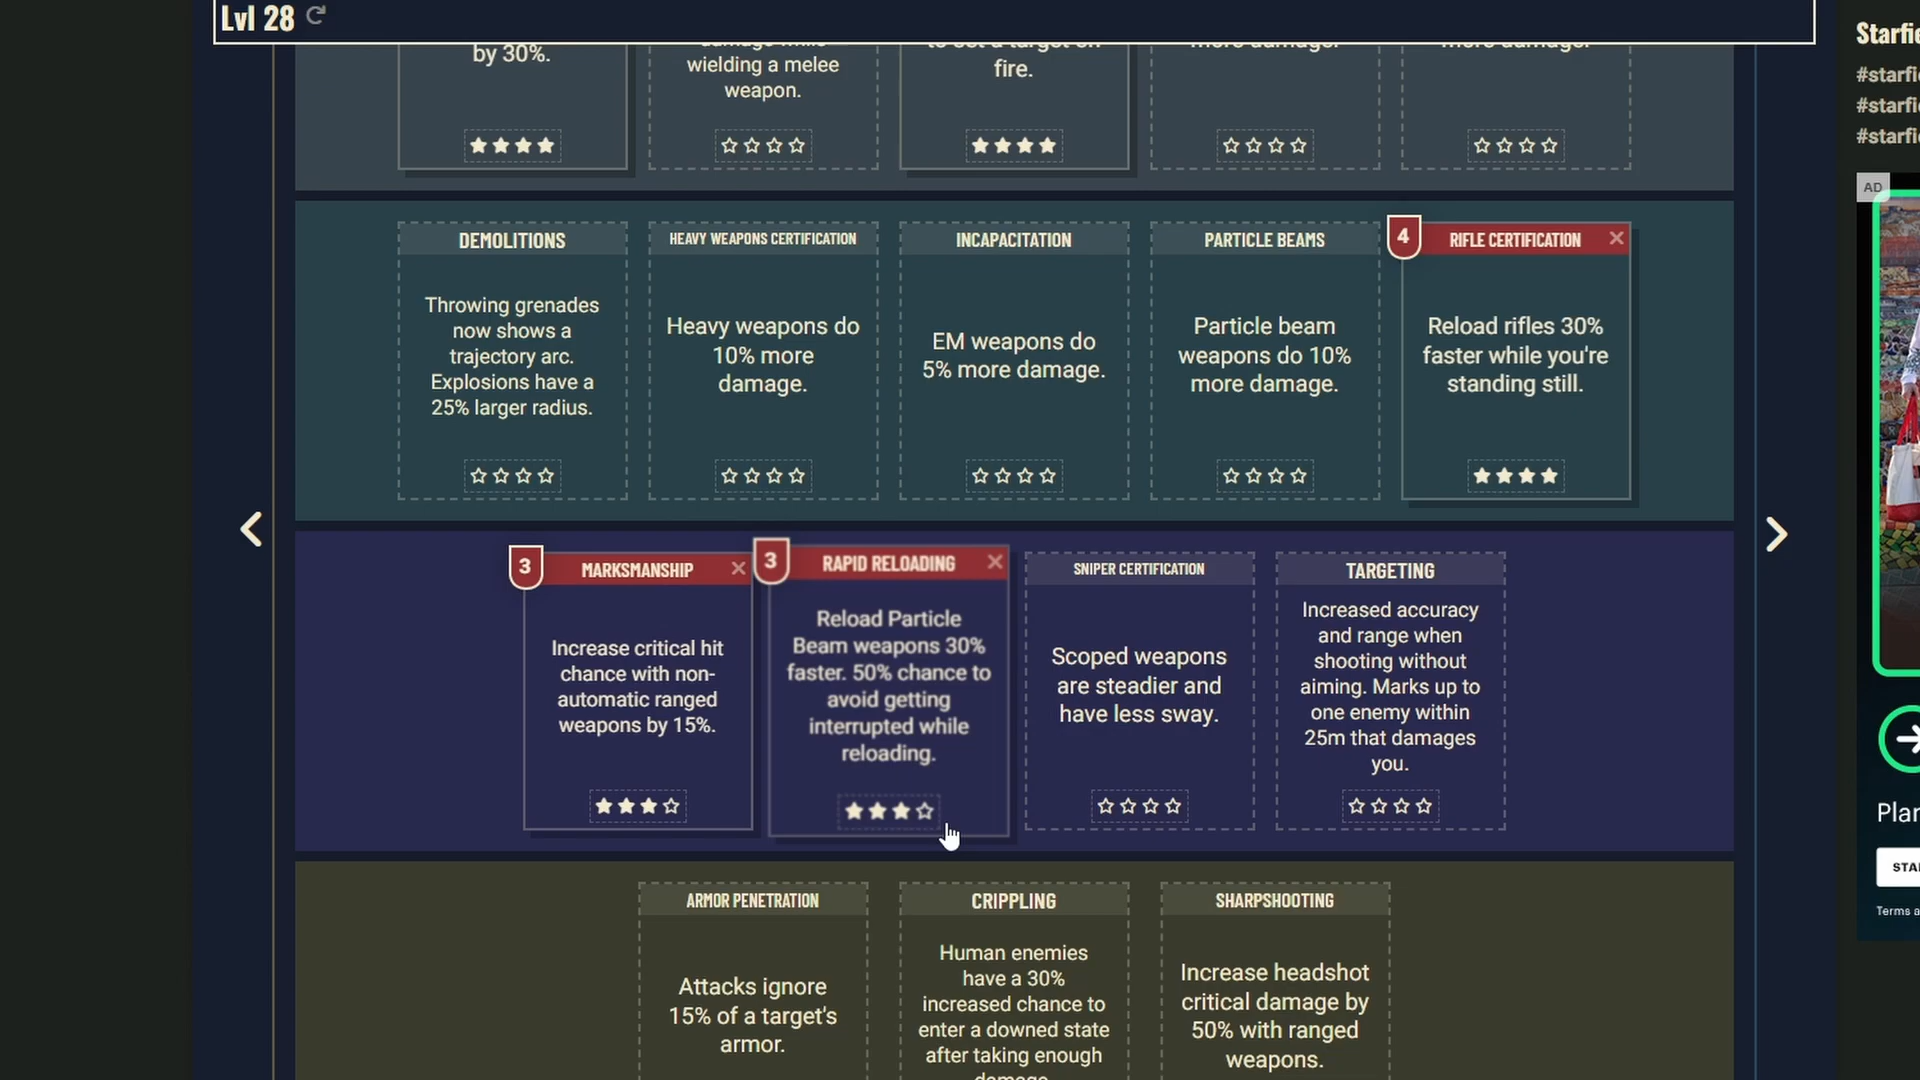 Lvl 28
by 30%.
wielding a melee
weapon.
fire.
DEMOLITIONS
Throwing grenades
now shows a
trajectory arc.
Explosions have a
25% larger radius.
HEAVY WEAPONS CERTIFICATION
Heavy weapons do
10% more
damage.
INCAPACITATION
EM weapons do
5% more damage.
PARTICLE BEAMS
Particle beam
weapons do 10%
more damage.
4
RIFLE CERTIFICATION
Reload rifles 30%
faster while you're
standing still.
3
MARKSMANSHIP
Increase critical hit
chance with non-
automatic ranged
weapons by 15%.
3
RAPID RELOADING
Reload Particle
Beam weapons 30%
faster. 50% chance to
avoid getting
interrupted while
reloading.
SNIPER CERTIFICATION
Scoped weapons
are steadier and
have less sway.
TARGETING
Increased accuracy
and range when
shooting without
aiming. Marks up to
one enemy within
25m that damages
you.
ARMOR PENETRATION
Attacks ignore
15% of a target's
armor.
CRIPPLING
Human enemies
have a 30%
increased chance to
enter a downed state
after taking enough
SHARPSHOOTING
Increase headshot
critical damage by
50% with ranged
weapons.
Starfie
#starfi
#starfi
#starfi
AD
Plar
STA
Terms a